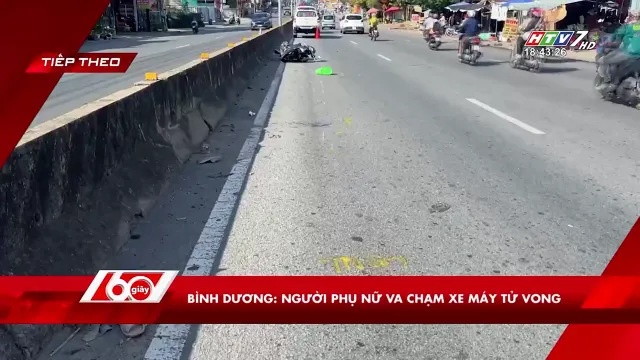 TIẾP THEO
HTV7 HD
18:43:26
60 giây
BÌNH DƯƠNG: NGƯỜI PHỤ NỮ VA CHẠM XE MÁY TỬ VONG